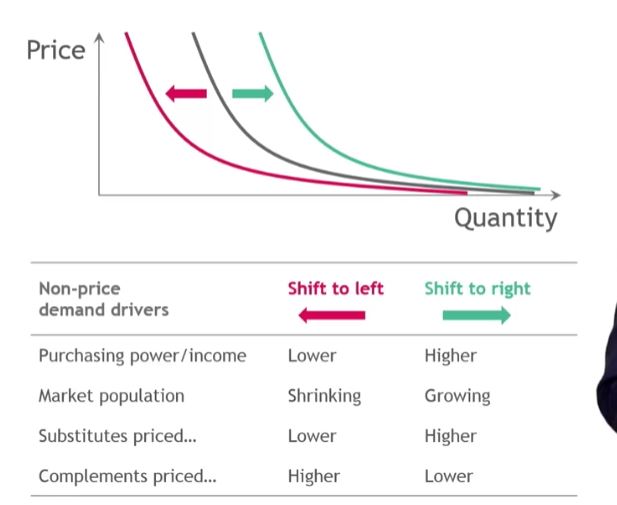 Price
Quantity
Non-price Shift to left Shift to right
demand drivers
Purchasing power/income Lower Higher
Market population Shrinking Growing
Substitutes priced... Lower Higher
Complements priced... Higher Lower